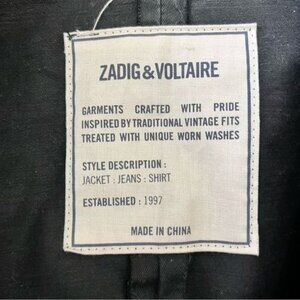 ZADIG&VOLTAIRE
GARMENTS CRAFTED WITH PRIDE
INSPIRED BY TRADITIONAL VINTAGE FITS
TREATED WITH UNIQUE WORN WASHES
STYLE DESCRIPTION :
JACKET : JEANS : SHIRT
ESTABLISHED : 1997
MADE IN CHINA